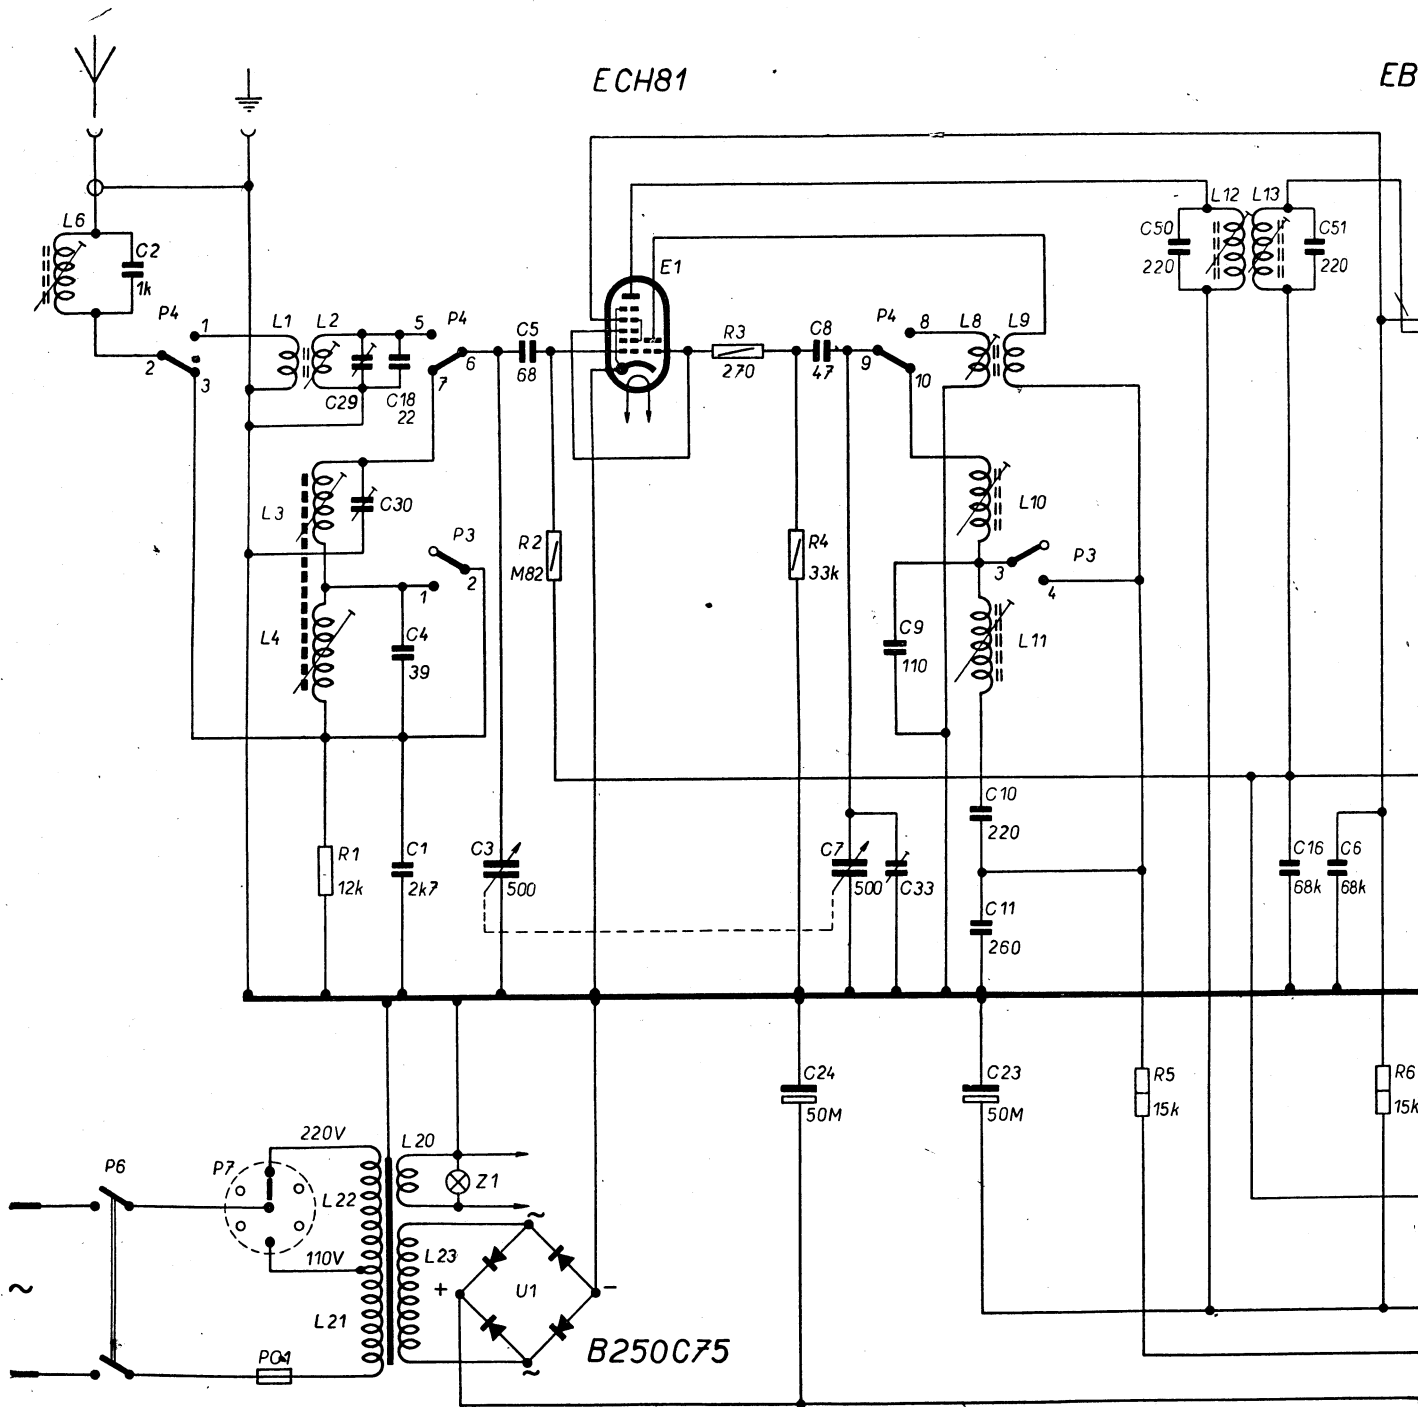 ECH81
EB
L6
C2
1k
P4
1
2
3
L1
L2
C29
C18
22
5
P4
6
7
C5
68
E1
R3
270
C8
47
P4
8
9
10
L8
L9
L12
L13
C50
220
C51
220
L3
C30
P3
2
1
L4
C4
39
R2
M82
R4
33k
L10
P3
3
4
C9
110
L11
R1
12k
C1
2k7
C3
500
C7
500
C33
C10
220
C11
260
C16
68k
C6
68k
C24
50M
C23
50M
R5
15k
R6
15k
220V
L20
P6
P7
L22
Z1
110V
L23
~
+
U1
-
~
L21
~
B250C75
PO1